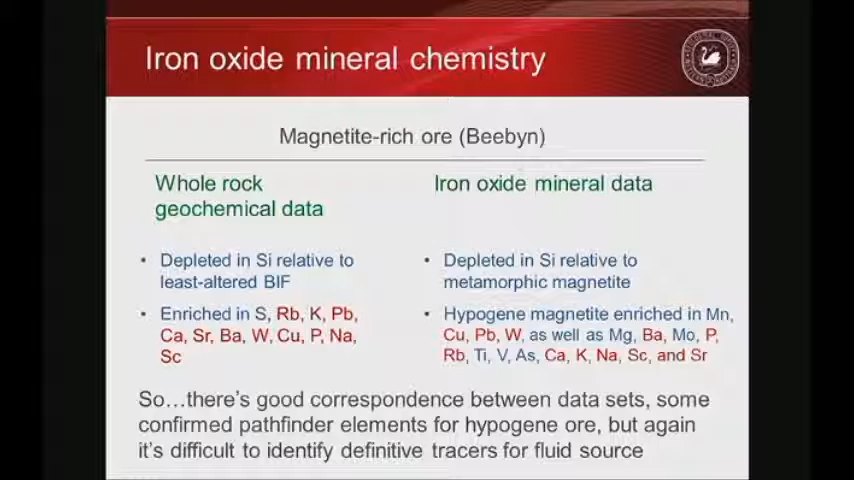 Iron oxide mineral chemistry
Magnetite-rich ore (Beebyn)
Whole rock
geochemical data
• Depleted in Si relative to
least-altered BIF
• Enriched in S, Rb, K, Pb,
Ca, Sr, Ba, W, Cu, P, Na,
Sc
Iron oxide mineral data
• Depleted in Si relative to
metamorphic magnetite
• Hypogene magnetite enriched in Mn,
Cu, Pb, W, as well as Mg, Ba, Mo, P,
Rb, Ti, V, As, Ca, K, Na, Sc, and Sr
So…there's good correspondence between data sets, some
confirmed pathfinder elements for hypogene ore, but again
it's difficult to identify definitive tracers for fluid source